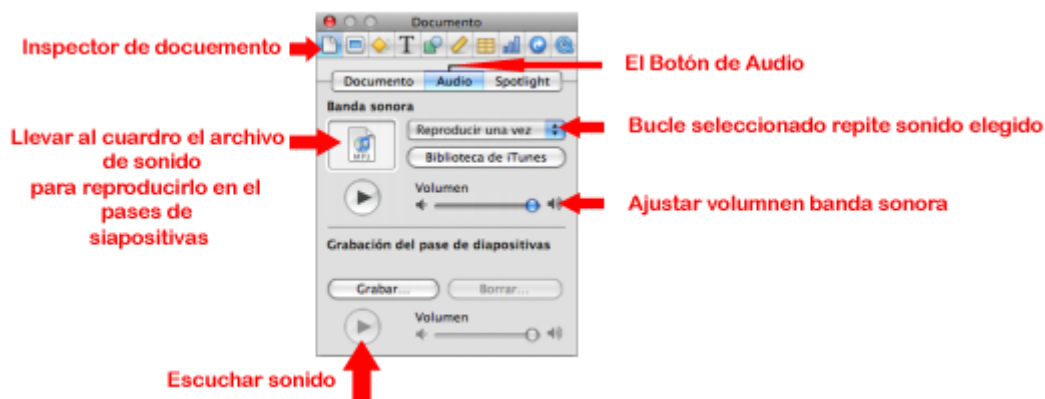 Documento
Inspector de docuemento
El Botón de Audio
Documento Audio Spotlight
Banda sonora
Llevar al cuardro el archivo
de sonido
para reproducirlo en el
pases de
siapositivas
MP3
Reproducir una vez
Bucle seleccionado repite sonido elegido
Biblioteca de iTunes
Volumen
Ajustar volumnen banda sonora
Grabación del pase de diapositivas
Grabar... Borrar...
Volumen
Escuchar sonido